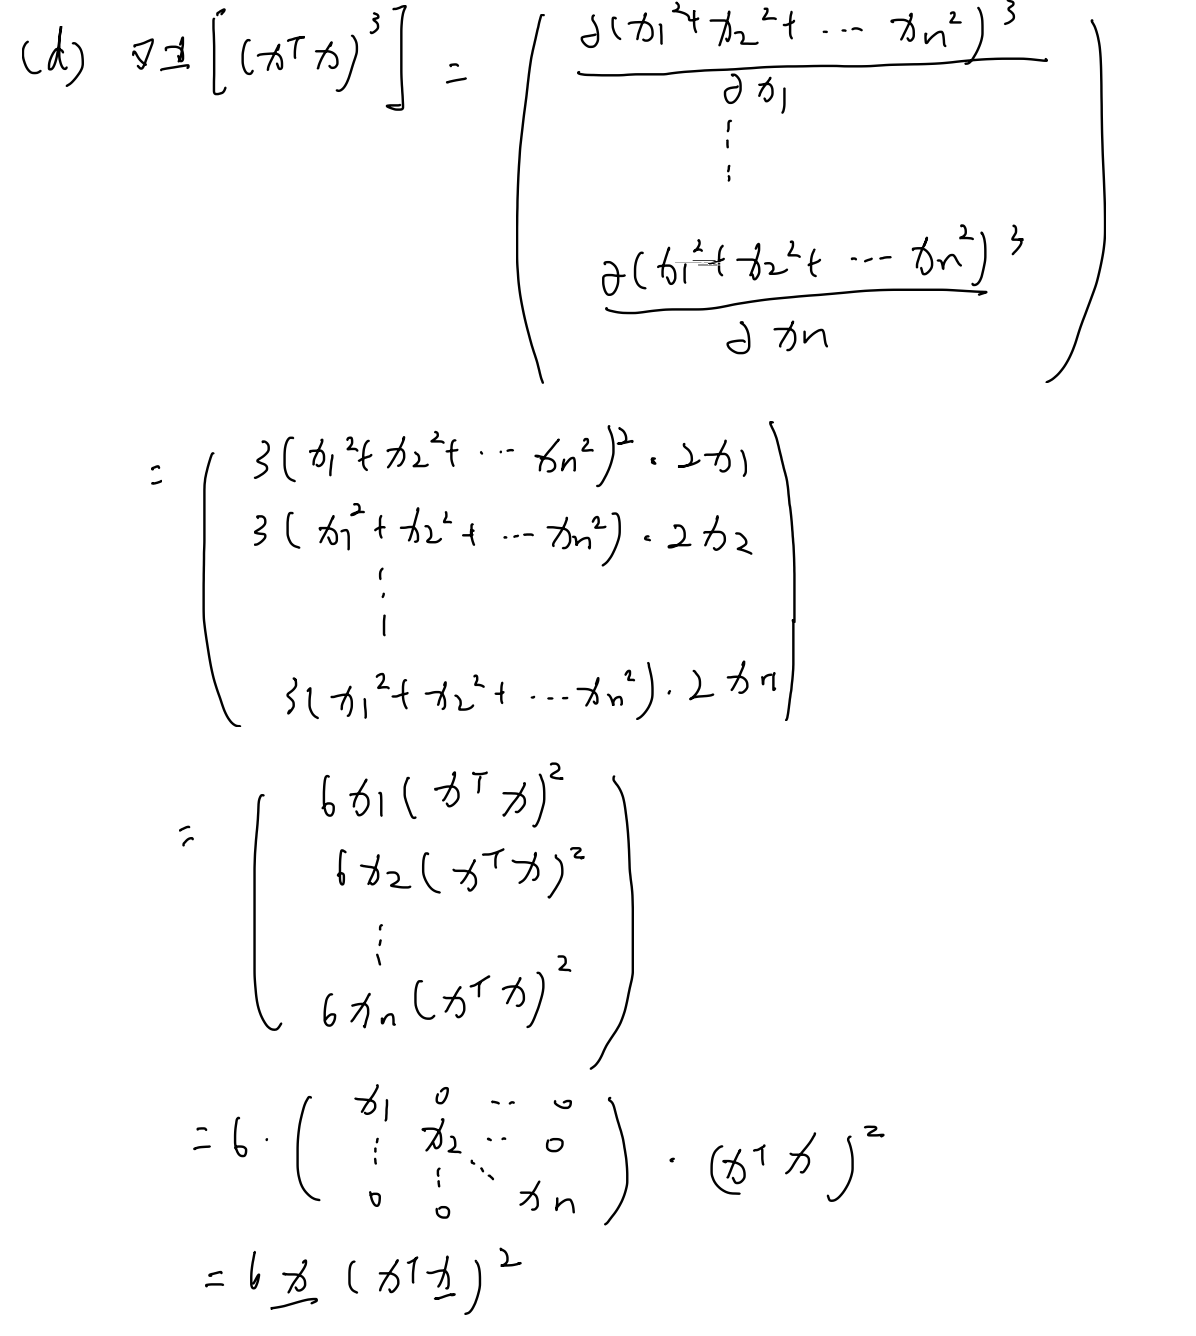 (d) ∇x [(xᵀx)³] = ( ∂(x₁²+x₂²+ ⋯ xn²)³
∂x₁
⋮
∂(x₁²+x₂²+ ⋯ xn²)³
∂xn )
= ( 3(x₁²+x₂²+ ⋯ xn²)² · 2x₁
3(x₁²+x₂²+ ⋯ xn²) · 2x₂
⋮
3(x₁²+x₂²+ ⋯ xn²) · 2xn )
= ( 6x₁(xᵀx)²
6x₂(xᵀx)²
⋮
6xn(xᵀx)² )
= 6 · ( x₁ 0 ⋯ 0
⋮ x₂ ⋯ 0
0 ⋮ 0 ⋱ xn ) · (xᵀx)²
= 6x(xᵀx)²